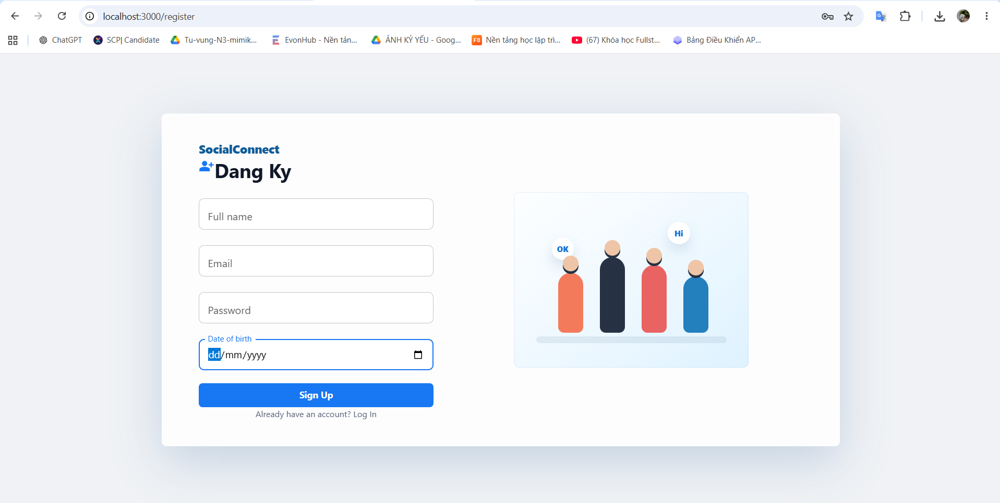 localhost:3000/register
ChatGPT
SCP| Candidate
Tu-vung-N3-mimik...
EvonHub - Nền tản...
ẢNH KỶ YẾU - Goog...
F8
Nền tảng học lập trì...
(67) Khóa học Fullst...
Bảng Điều Khiển AP...
SocialConnect
Dang Ky
Full name
Email
Password
Date of birth
dd/mm/yyyy
Sign Up
Already have an account? Log In
Hi
OK